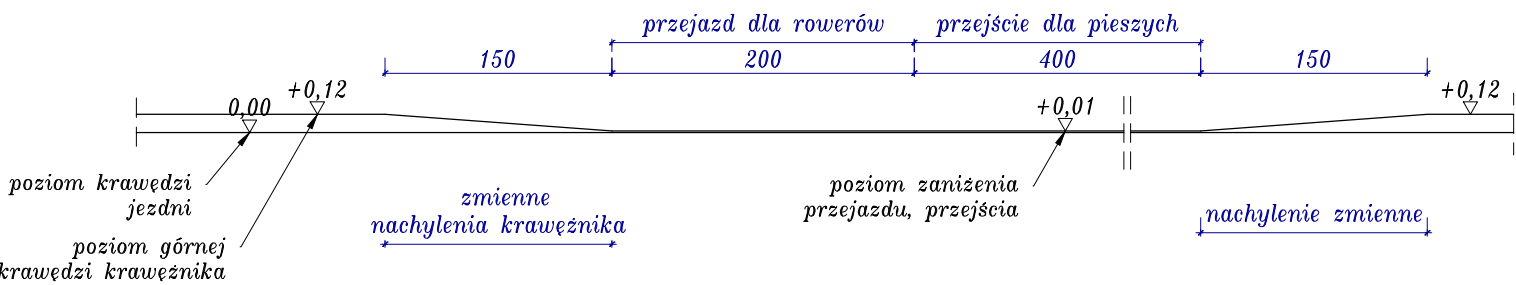 przejazd dla rowerów
przejście dla pieszych
150
200
400
150
0,00
+0,12
+0,01
+0,12
poziom krawędzi
jezdni
poziom górnej
krawędzi krawężnika
zmienne
nachylenia krawężnika
poziom zaniżenia
przejazdu, przejścia
nachylenie zmienne